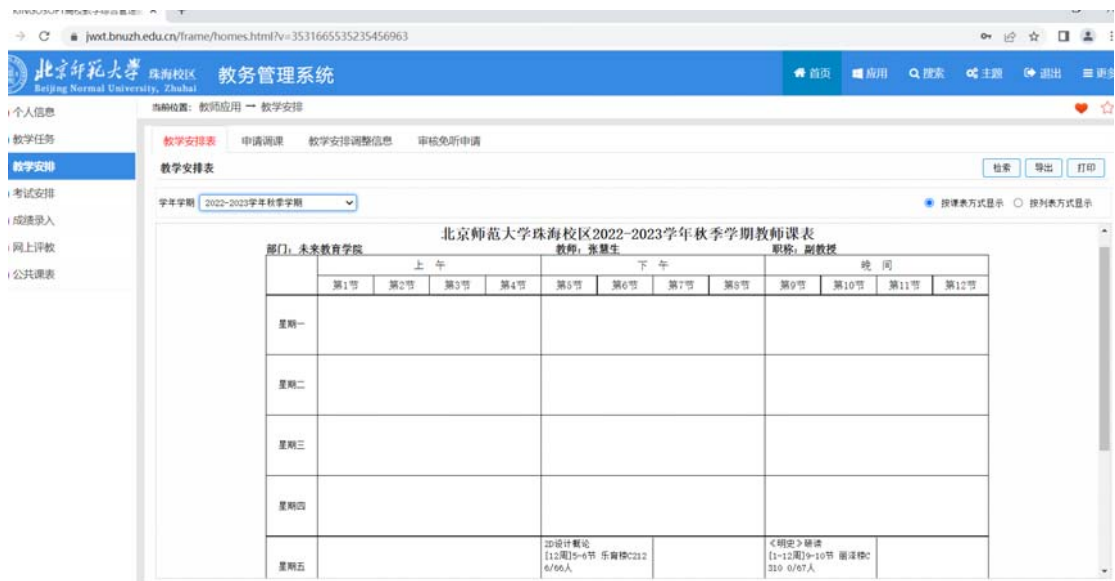 jwxt.bnuzh.edu.cn/frame/homes.html?v=3531665535235456963
北京师范大学 珠海校区 教务管理系统
Beijing Normal University, Zhuhai
首页 应用 搜索 主题 退出
个人信息
教学任务
教学安排
考试安排
成绩录入
网上评教
公共课表
当前位置: 教师应用 → 教学安排
教学安排表 申请调课 教学安排调整信息 审核免听申请
教学安排表 检索 导出 打印
学年学期 2022-2023学年秋季学期 按课表方式显示 按列表方式显示
北京师范大学珠海校区2022-2023学年秋季学期教师课表
部门: 未来教育学院 教师: 张慧生 职称: 副教授
上 午 下 午 晚 间
第1节 第2节 第3节 第4节 第5节 第6节 第7节 第8节 第9节 第10节 第11节 第12节
星期一
星期二
星期三
星期四
星期五
2D设计概论
[12周]5-6节 乐育楼C212
6/66人
《明史》研读
[1-12周]9-10节 丽泽楼C
310 0/67人